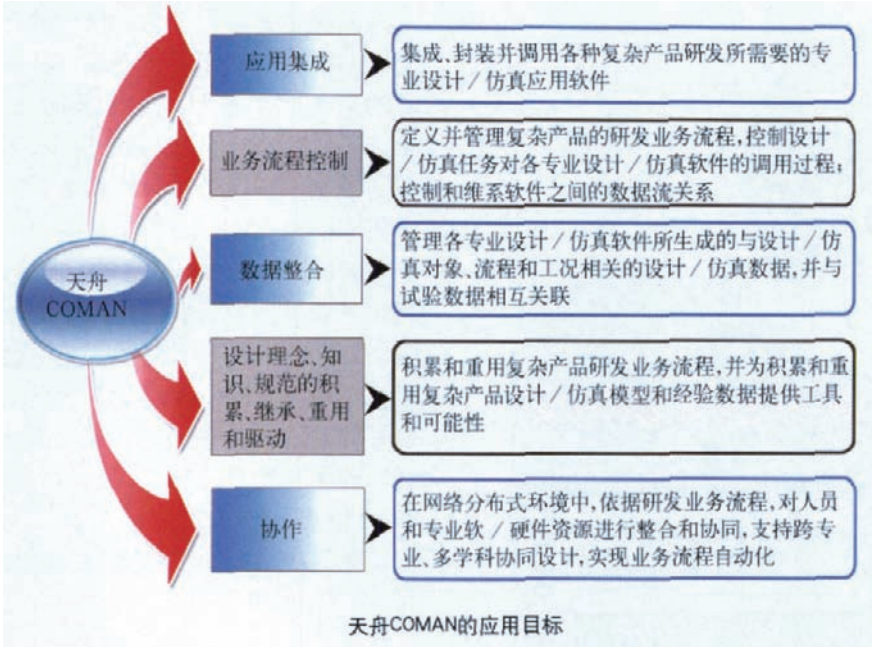 应用集成
集成、封装并调用各种复杂产品研发所需要的专
业设计／仿真应用软件
业务流程控制
定义并管理复杂产品的研发业务流程,控制设计
／仿真任务对各专业设计／仿真软件的调用过程;
控制和维系软件之间的数据流关系
天舟
COMAN
数据整合
管理各专业设计／仿真软件所生成的与设计／仿
真对象、流程和工况相关的设计／仿真数据,并与
试验数据相互关联
设计理念、知
识、规范的积
累、继承、重用
和驱动
积累和重用复杂产品研发业务流程,并为积累和重
用复杂产品设计／仿真模型和经验数据提供工具
和可能性
协作
在网络分布式环境中,依据研发业务流程,对人员
和专业软／硬件资源进行整合和协同,支持跨专
业、多学科协同设计,实现业务流程自动化
天舟COMAN的应用目标